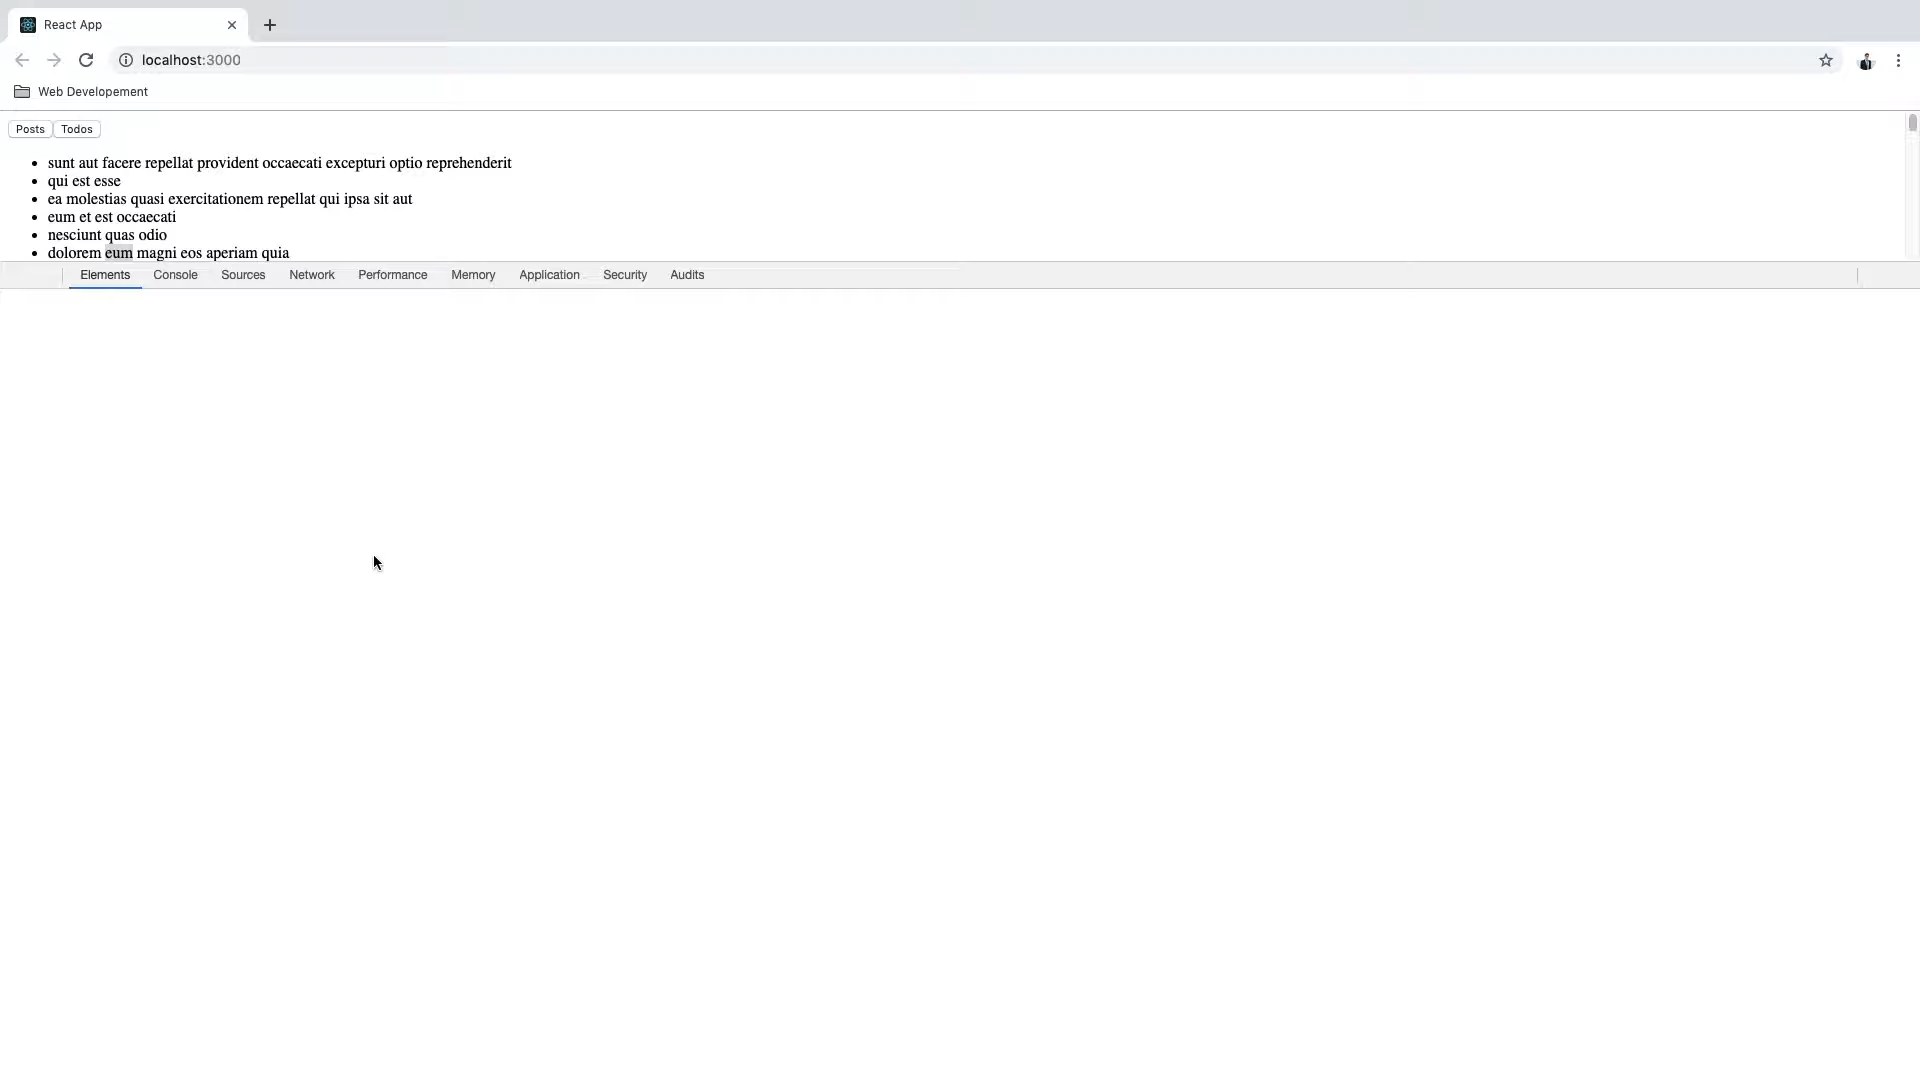 React App
localhost:3000
Web Developement
Posts Todos
sunt aut facere repellat provident occaecati excepturi optio reprehenderit
qui est esse
ea molestias quasi exercitationem repellat qui ipsa sit aut
eum et est occaecati
nesciunt quas odio
dolorem eum magni eos aperiam quia
Elements Console Sources Network Performance Memory Application Security Audits